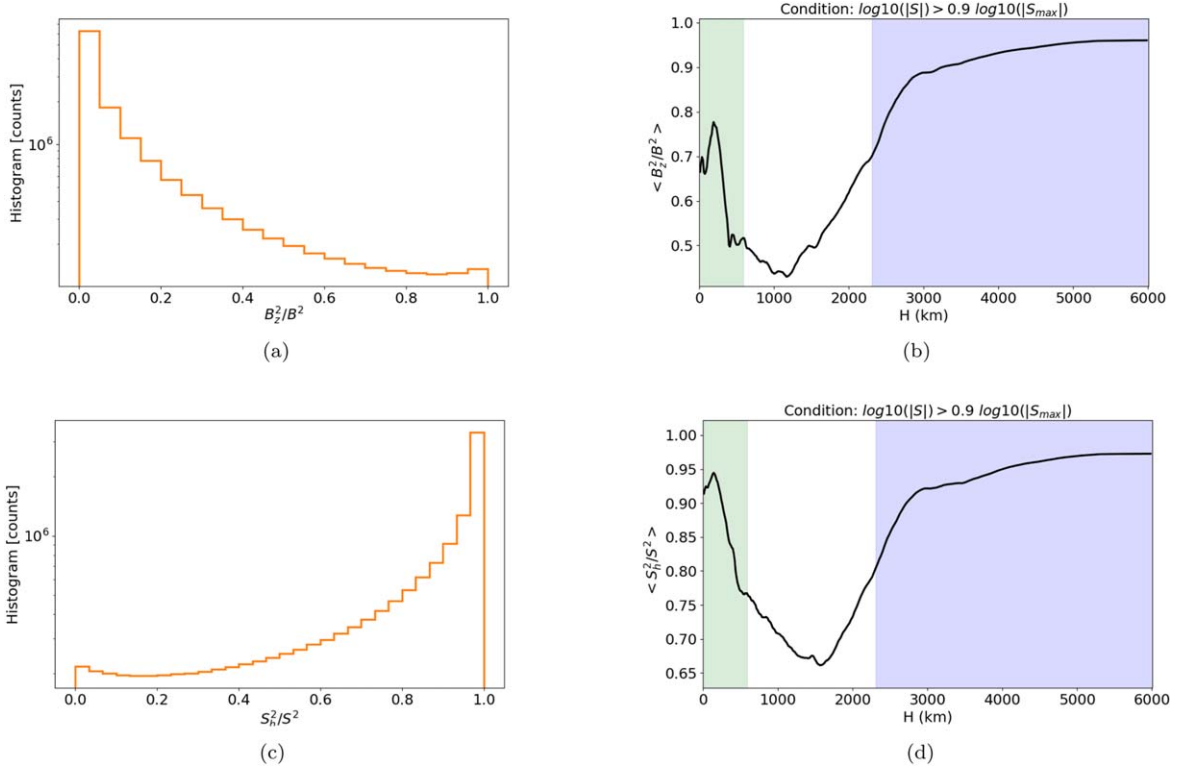 Histogram [counts]
10^6
0.0 0.2 0.4 0.6 0.8 1.0
B_z^2/B^2
(a)
Condition: log10(|S|) > 0.9 log10(|S_max|)
< B_z^2/B^2 >
1.0
0.9
0.8
0.7
0.6
0.5
0 1000 2000 3000 4000 5000 6000
H (km)
(b)
Histogram [counts]
10^6
0.0 0.2 0.4 0.6 0.8 1.0
S_h^2/S^2
(c)
Condition: log10(|S|) > 0.9 log10(|S_max|)
< S_h^2/S^2 >
1.00
0.95
0.90
0.85
0.80
0.75
0.70
0.65
0 1000 2000 3000 4000 5000 6000
H (km)
(d)